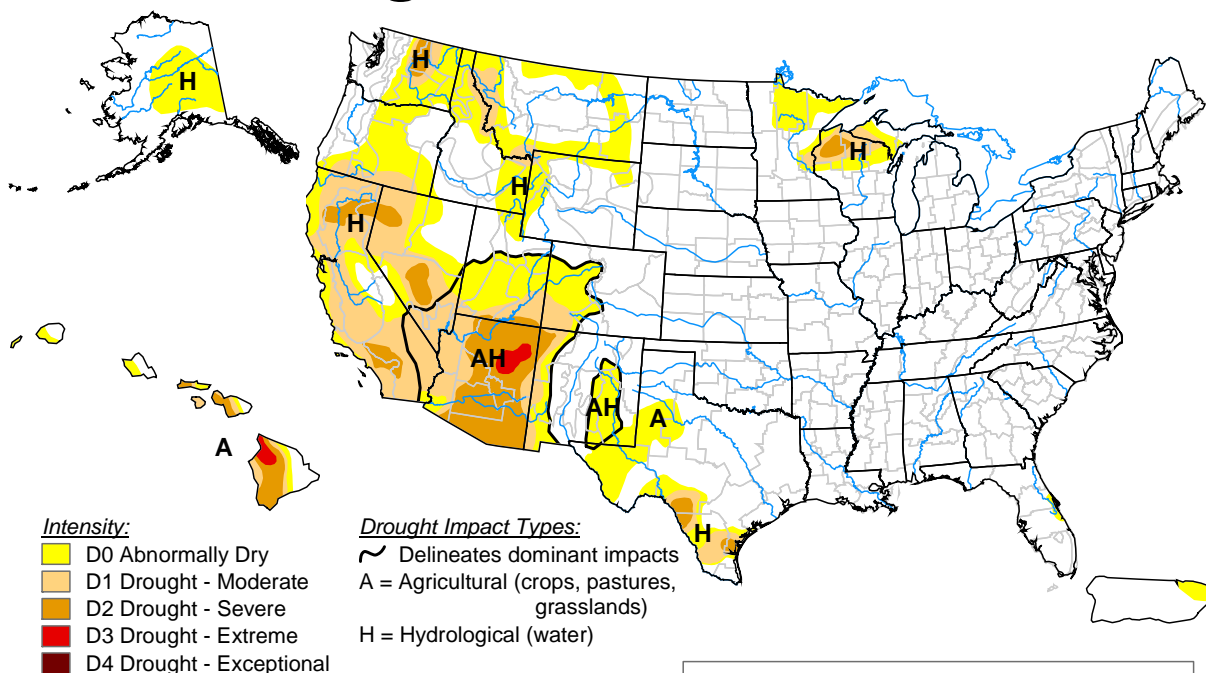 H
H
H
H
H
AH
AH
A
A
H
Intensity:
D0 Abnormally Dry
D1 Drought - Moderate
D2 Drought - Severe
D3 Drought - Extreme
D4 Drought - Exceptional
Drought Impact Types:
Delineates dominant impacts
A = Agricultural (crops, pastures,
grasslands)
H = Hydrological (water)